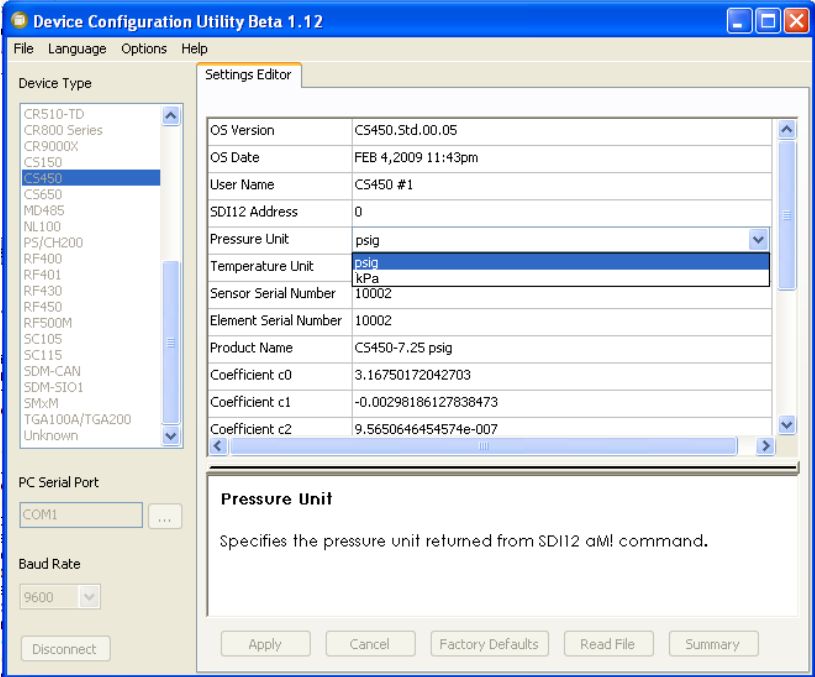 Device Configuration Utility Beta 1.12
File Language Options Help
Device Type
CR510-TD
CR800 Series
CR9000X
CS150
CS450
CS650
MD485
NL100
PS/CH200
RF400
RF401
RF430
RF450
RF500M
SC105
SC115
SDM-CAN
SDM-SIO1
SMxM
TGA100A/TGA200
Unknown
PC Serial Port
COM1 ...
Baud Rate
9600
Disconnect
Settings Editor
OS Version CS450.Std.00.05
OS Date FEB 4,2009 11:43pm
User Name CS450 #1
SDI12 Address 0
Pressure Unit psig
psig
kPa
Temperature Unit
Sensor Serial Number 10002
Element Serial Number 10002
Product Name CS450-7.25 psig
Coefficient c0 3.16750172042703
Coefficient c1 -0.00298186127838473
Coefficient c2 9.56506464554574e-007
Pressure Unit
Specifies the pressure unit returned from SDI12 aM! command.
Apply Cancel Factory Defaults Read File Summary